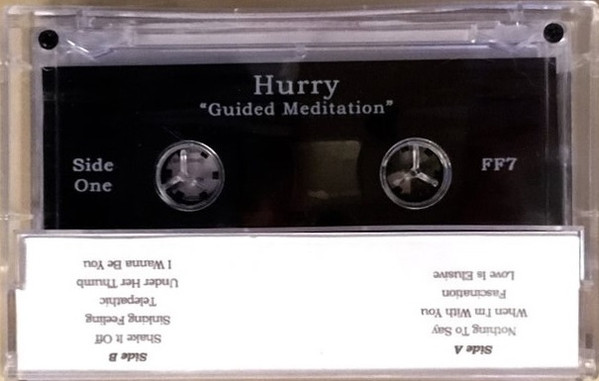 Hurry
“Guided Meditation”
Side
One
FF7
Side A
Nothing To Say
When I'm With You
Fascination
Love Is Elusive
Side B
Shake It Off
Sinking Feeling
Telepathic
Under Her Thumb
I Wanna Be You